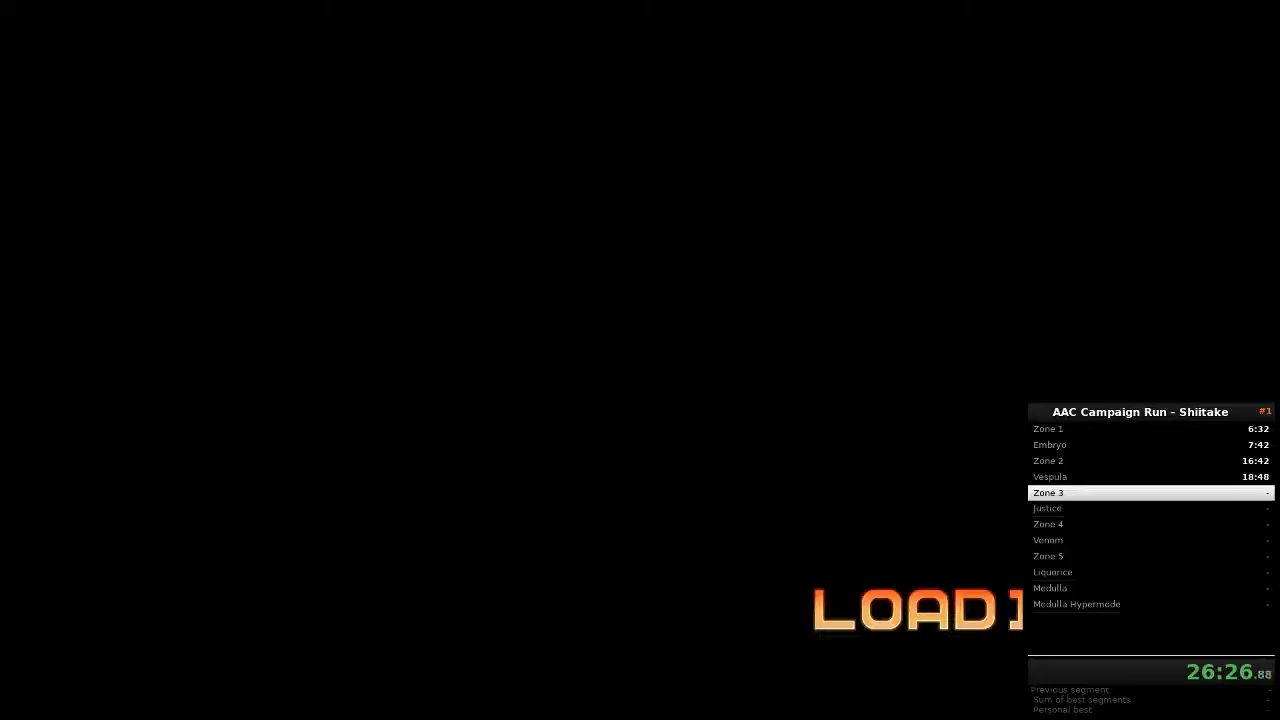 AAC Campaign Run - Shiitake #1
Zone 1 6:32
Embryo 7:42
Zone 2 16:42
Vespula 18:48
Zone 3 -
Justice -
Zone 4 -
Venom -
Zone 5 -
Liquorice -
Medulla -
Medulla Hypermode -
LOADI
26:26.88
Previous segment -
Sum of best segments -
Personal best -